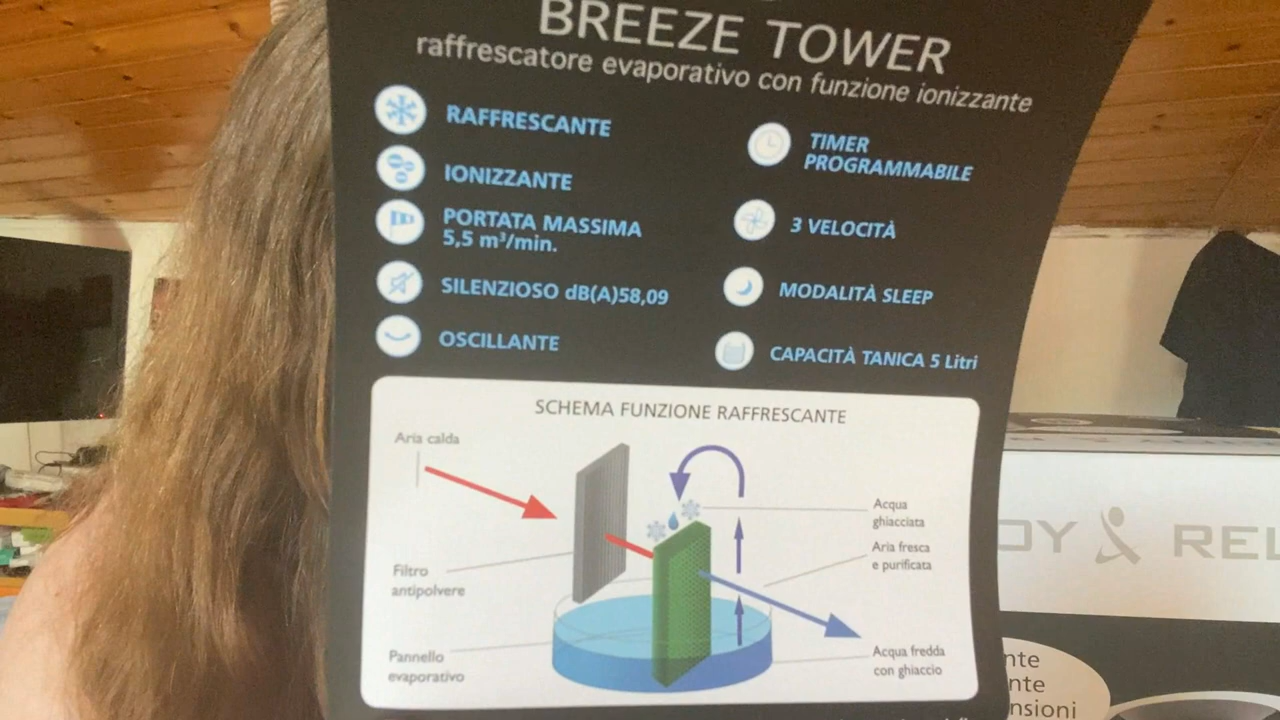 BREEZE TOWER
raffrescatore evaporativo con funzione ionizzante
RAFFRESCANTE
IONIZZANTE
PORTATA MASSIMA
5,5 m³/min.
SILENZIOSO dB(A)58,09
OSCILLANTE
TIMER
PROGRAMMABILE
3 VELOCITÀ
MODALITÀ SLEEP
CAPACITÀ TANICA 5 Litri
SCHEMA FUNZIONE RAFFRESCANTE
Aria calda
Filtro
antipolvere
Pannello
evaporativo
Acqua
ghiacciata
Aria fresca
e purificata
Acqua fredda
con ghiaccio